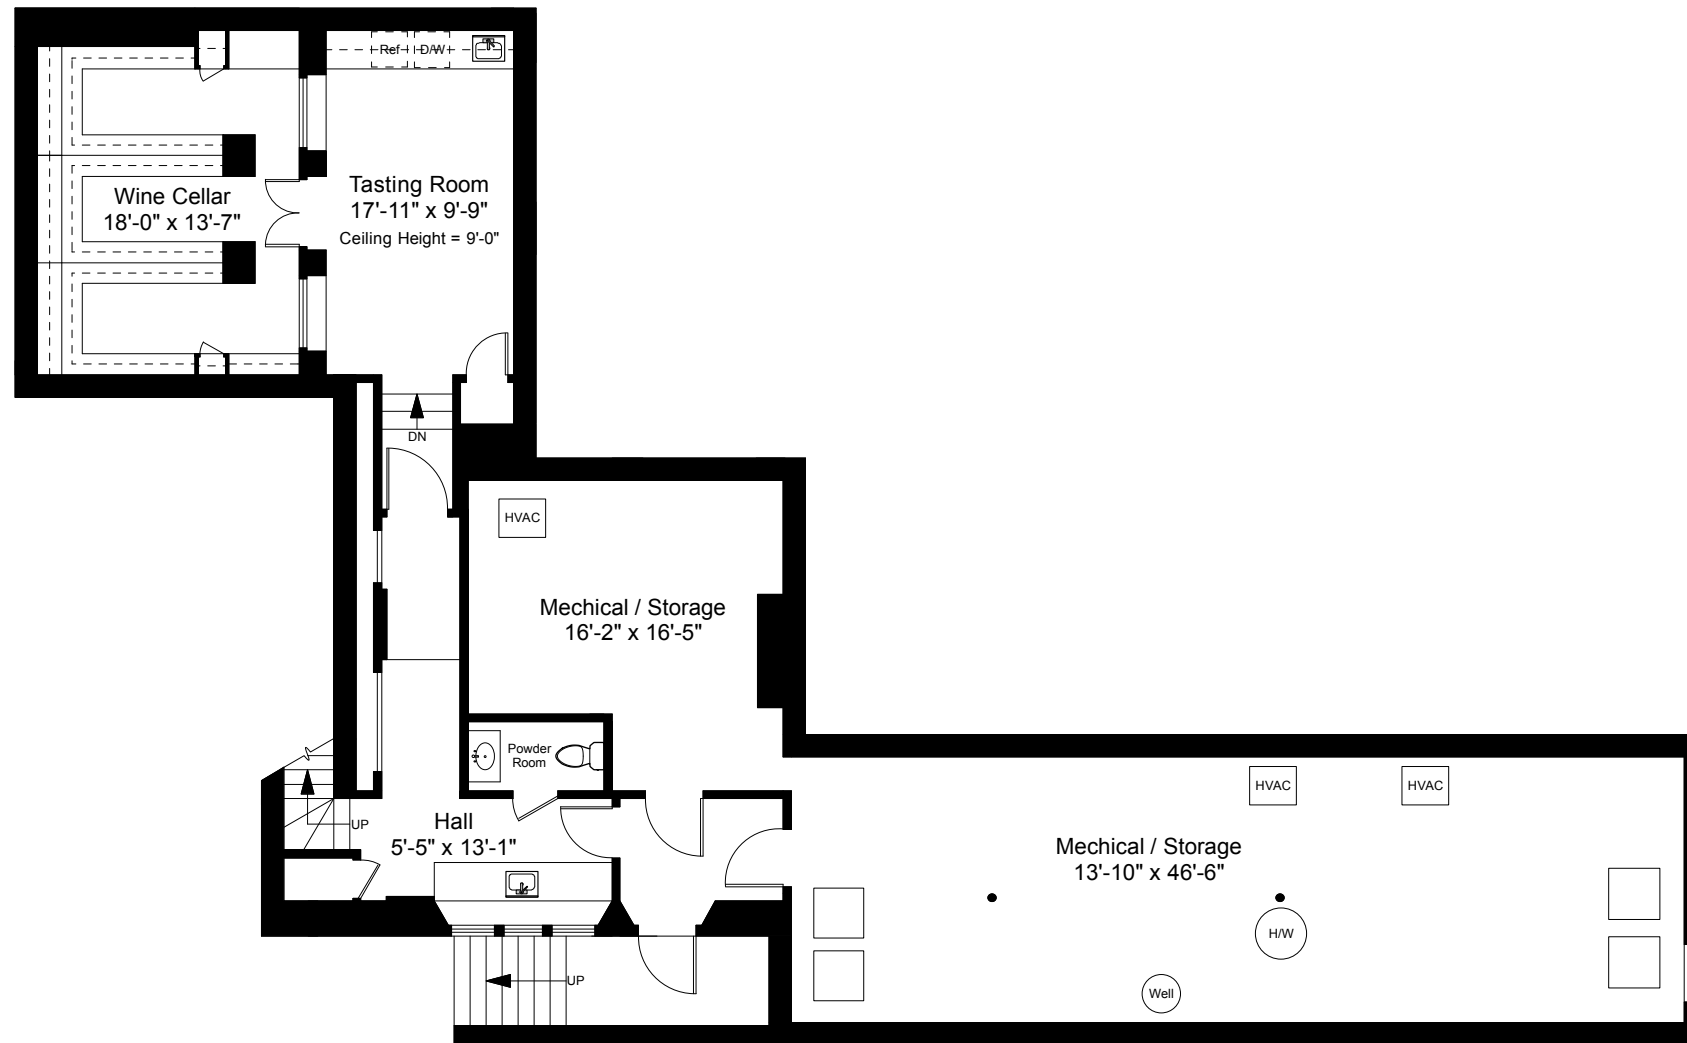 Ref
D/W
Wine Cellar
18'-0" x 13'-7"
Tasting Room
17'-11" x 9'-9"
Ceiling Height = 9'-0"
DN
HVAC
Mechical / Storage
16'-2" x 16'-5"
Powder
Room
HVAC
HVAC
UP
Hall
5'-5" x 13'-1"
Mechical / Storage
13'-10" x 46'-6"
H/W
UP
Well